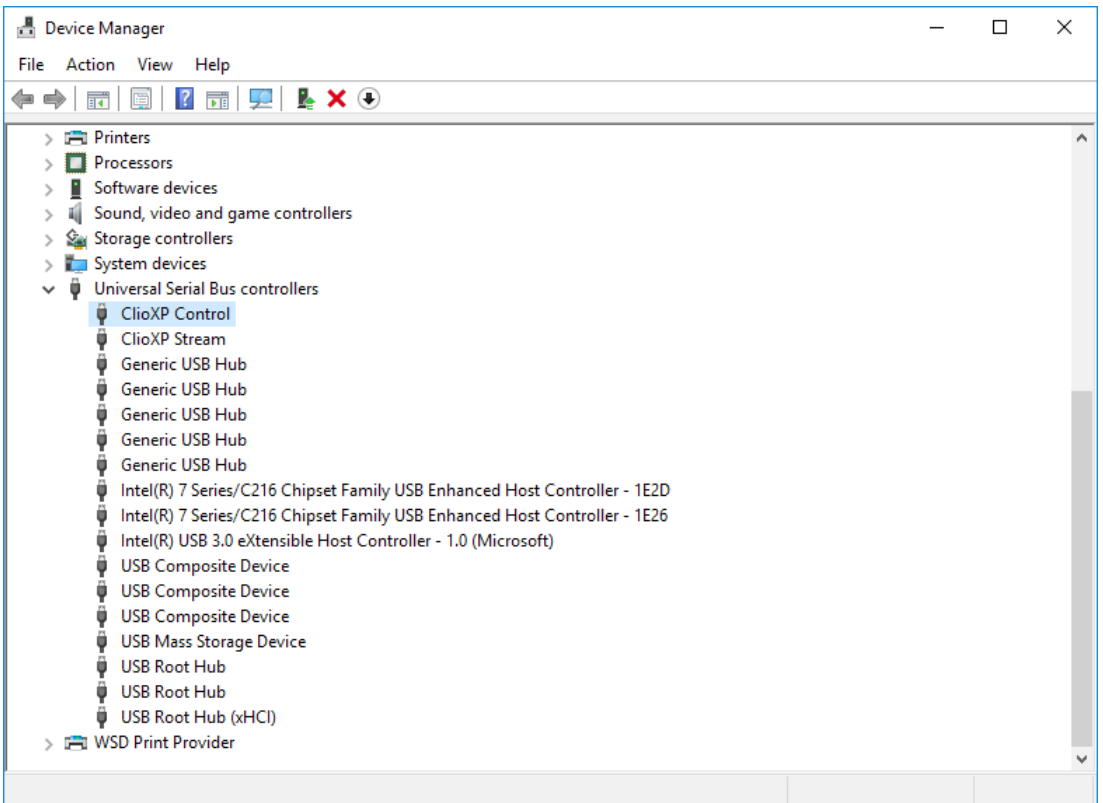 Device Manager
File Action View Help
Printers
Processors
Software devices
Sound, video and game controllers
Storage controllers
System devices
Universal Serial Bus controllers
ClioXP Control
ClioXP Stream
Generic USB Hub
Generic USB Hub
Generic USB Hub
Generic USB Hub
Generic USB Hub
Intel(R) 7 Series/C216 Chipset Family USB Enhanced Host Controller - 1E2D
Intel(R) 7 Series/C216 Chipset Family USB Enhanced Host Controller - 1E26
Intel(R) USB 3.0 eXtensible Host Controller - 1.0 (Microsoft)
USB Composite Device
USB Composite Device
USB Composite Device
USB Mass Storage Device
USB Root Hub
USB Root Hub
USB Root Hub (xHCI)
WSD Print Provider